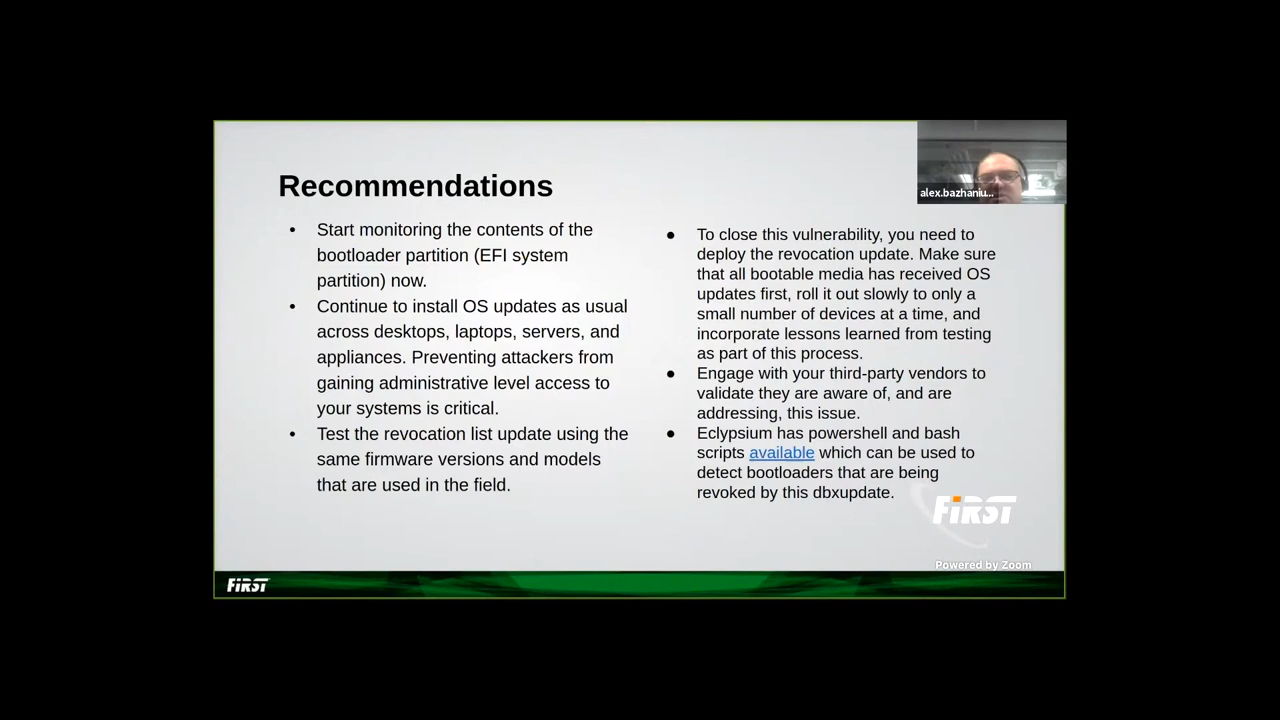 Recommendations
• Start monitoring the contents of the
bootloader partition (EFI system
partition) now.
• Continue to install OS updates as usual
across desktops, laptops, servers, and
appliances. Preventing attackers from
gaining administrative level access to
your systems is critical.
• Test the revocation list update using the
same firmware versions and models
that are used in the field.
● To close this vulnerability, you need to
deploy the revocation update. Make sure
that all bootable media has received OS
updates first, roll it out slowly to only a
small number of devices at a time, and
incorporate lessons learned from testing
as part of this process.
● Engage with your third-party vendors to
validate they are aware of, and are
addressing, this issue.
● Eclypsium has powershell and bash
scripts available which can be used to
detect bootloaders that are being
revoked by this dbxupdate.
alex.bazhaniu...
FiRST
Powered by Zoom
FiRST